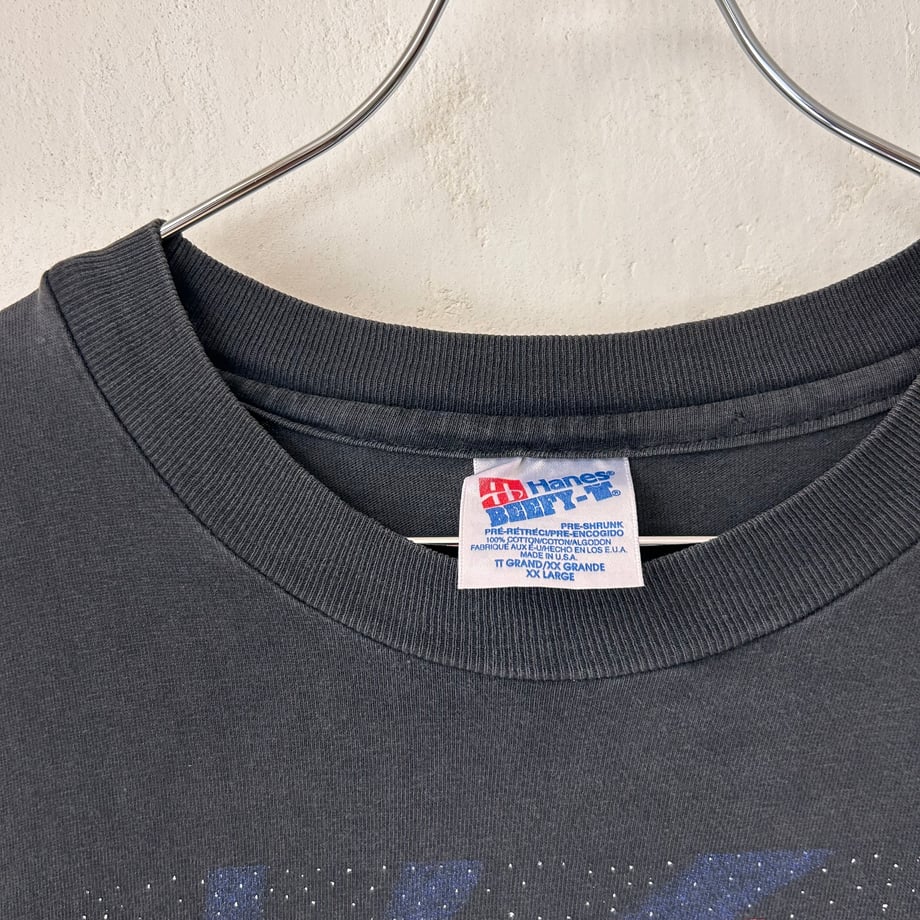 Hanes®
BEEFY-T®
PRE-SHRUNK
PRÉ-RÉTRÉCI/PRE-ENCOGIDO
100% COTTON/COTON/ALGODON
FABRIQUÉ AUX É-U/HECHO EN LOS E.U.A.
MADE IN U.S.A.
TT GRAND/XX GRANDE
XX LARGE